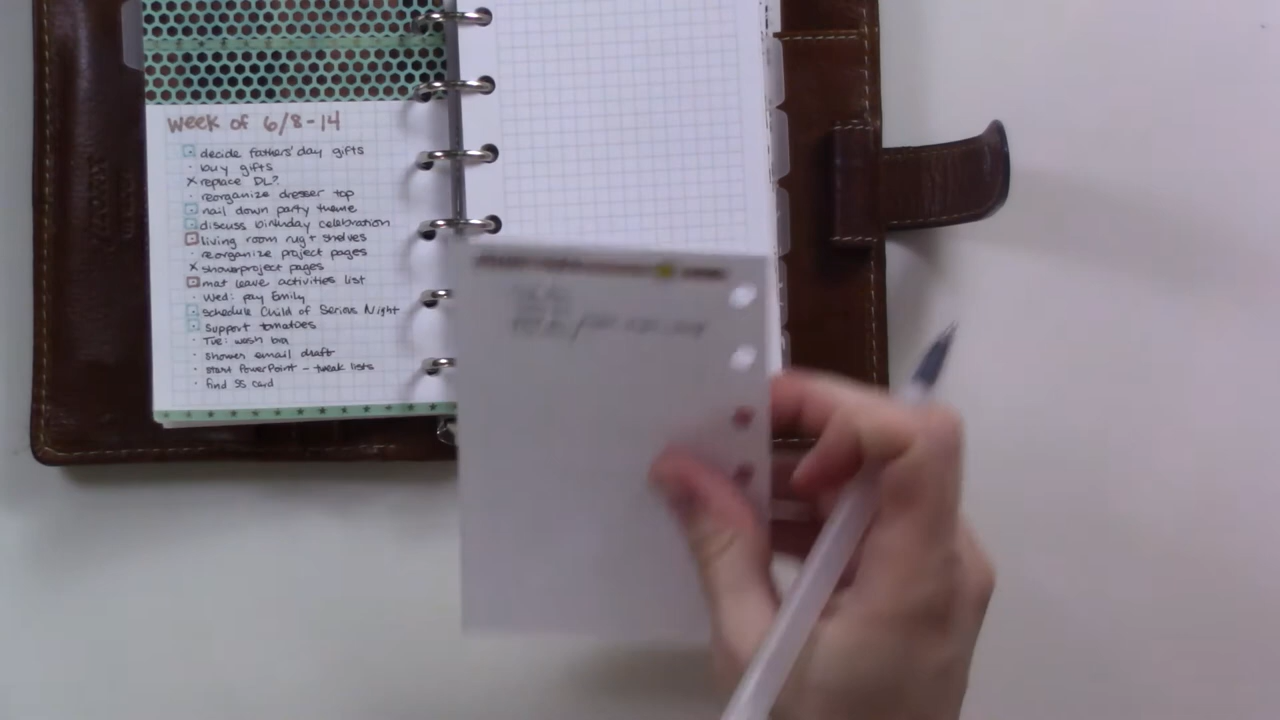 week of 6/8-14
decide fathers' day gifts
buy gifts
replace DL?
reorganize dresser top
nail down party theme
discuss birthday celebration
living room rug + shelves
reorganize project pages
shower project pages
mat leave activities list
Wed: pay Emily
schedule Child of Serious Night
support tomatoes
Tue: wash
shower email draft
start PowerPoint - tweak lists
find SS card